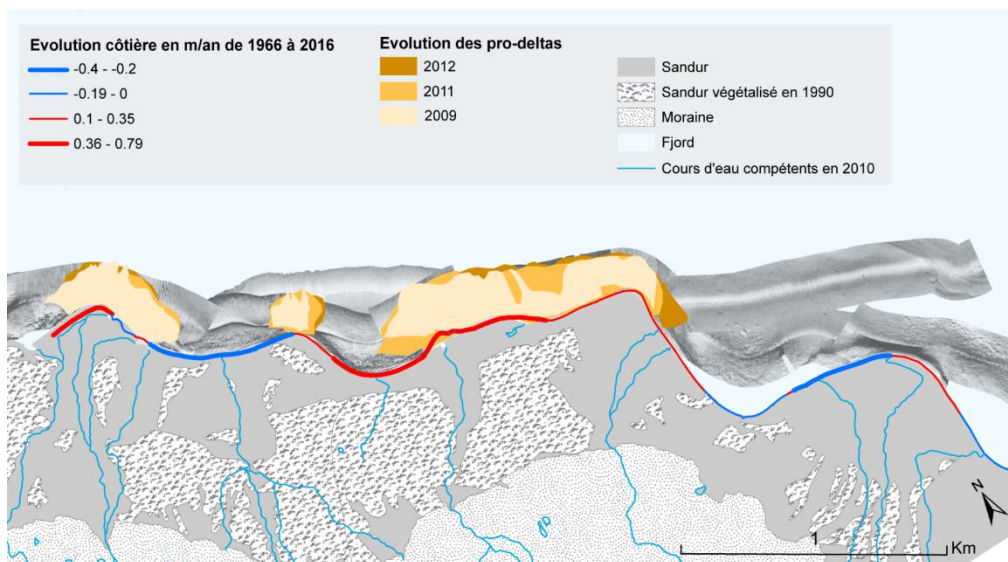 Evolution côtière en m/an de 1966 à 2016
-0.4 - -0.2
-0.19 - 0
0.1 - 0.35
0.36 - 0.79
Evolution des pro-deltas
2012
2011
2009
Sandur
Sandur végétalisé en 1990
Moraine
Fjord
Cours d'eau compétents en 2010
N
1
Km